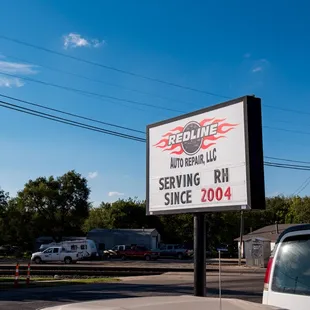 REDLINE
AUTO REPAIR, LLC
SERVING RH
SINCE 2004